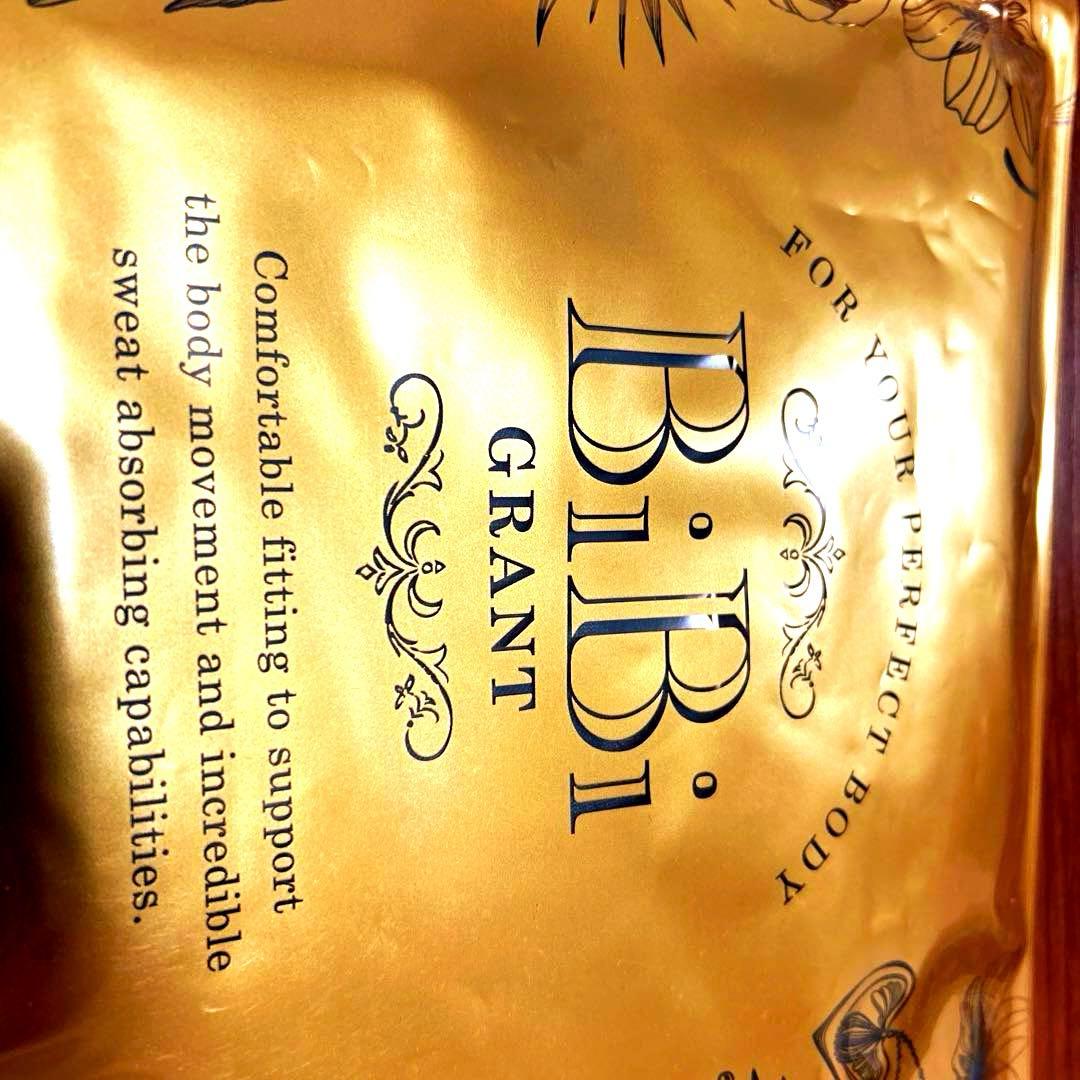 FOR YOUR PERFECT BODY
BiBi
GRANT
Comfortable fitting to support
the body movement and incredible
sweat absorbing capabilities.